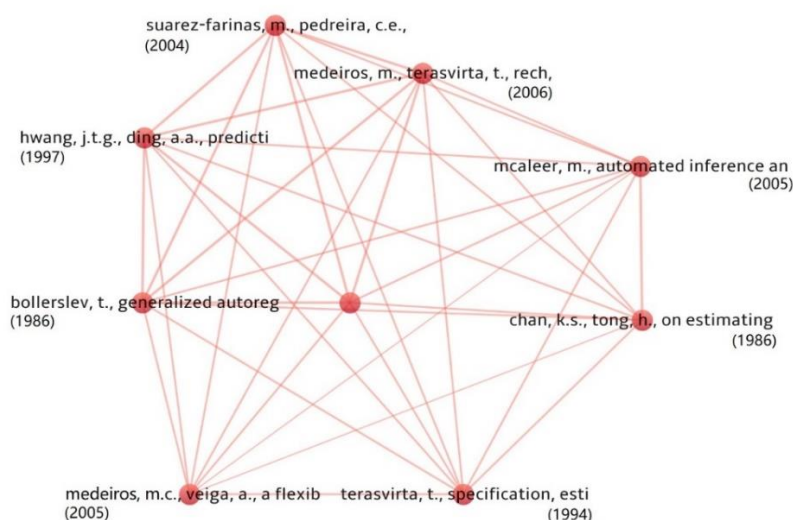 suarez-farinas, m., pedreira, c.e.,
(2004)
medeiros, m., terasvirta, t., rech,
(2006)
hwang, j.t.g., ding, a.a., predicti
(1997)
mcaleer, m., automated inference an
(2005)
bollerslev, t., generalized autoreg
(1986)
chan, k.s., tong, h., on estimating
(1986)
medeiros, m.c., veiga, a., a flexib
(2005)
terasvirta, t., specification, esti
(1994)